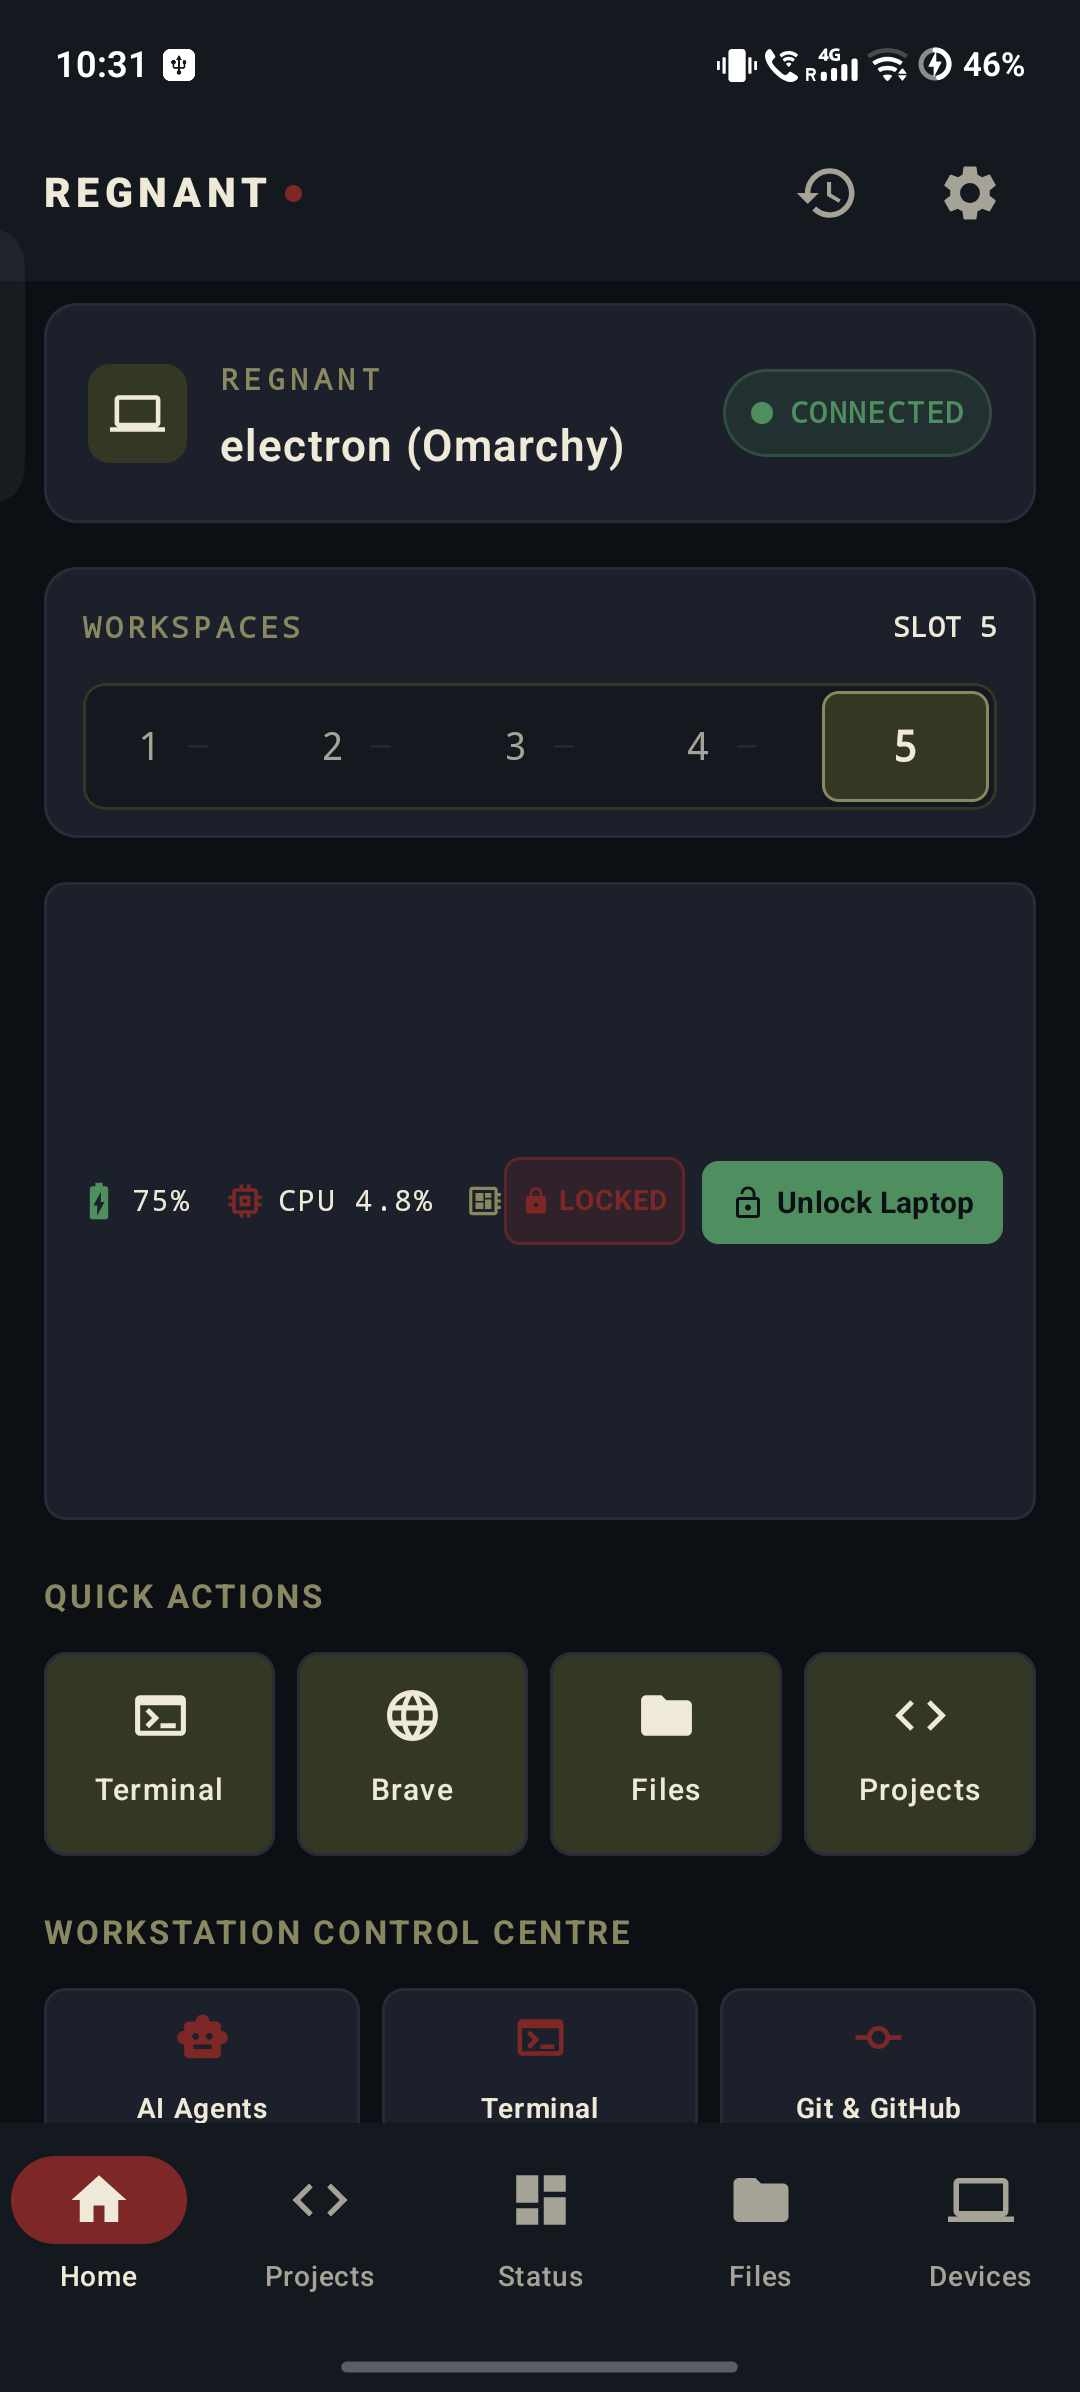 10:31
4G
R
46%
REGNANT
REGNANT
electron (Omarchy)
CONNECTED
WORKSPACES
SLOT 5
1 – 2 – 3 – 4 – 5
75% CPU 4.8% LOCKED Unlock Laptop
QUICK ACTIONS
Terminal Brave Files Projects
WORKSTATION CONTROL CENTRE
AI Agents Terminal Git & GitHub
Home Projects Status Files Devices